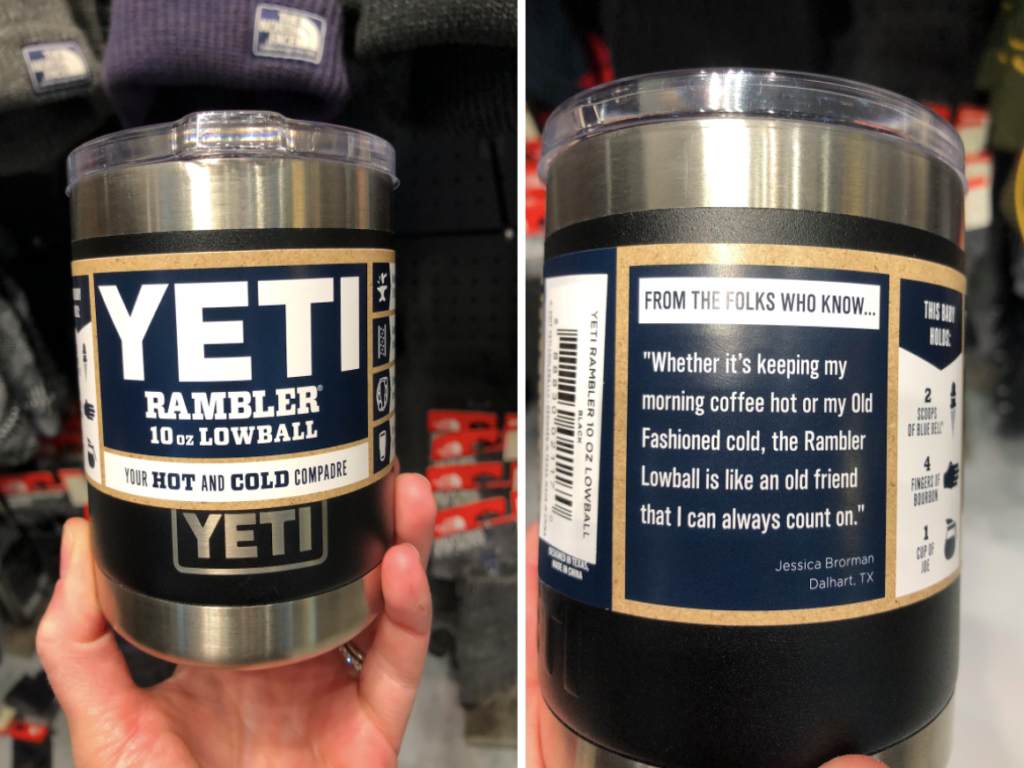 YETI
RAMBLER®
10 oz LOWBALL
YOUR HOT AND COLD COMPADRE
YETI
YETI RAMBLER 10 OZ LOWBALL
BLACK
DESIGNED IN TEXAS.
MADE IN CHINA
FROM THE FOLKS WHO KNOW...
"Whether it's keeping my
morning coffee hot or my Old
Fashioned cold, the Rambler
Lowball is like an old friend
that I can always count on."
Jessica Brorman
Dalhart, TX
THIS BABY
HOLDS:
2
SCOOPS
OF BLUE BELL®
4
FINGERS OF
BOURBON
1
CUP OF
JOE